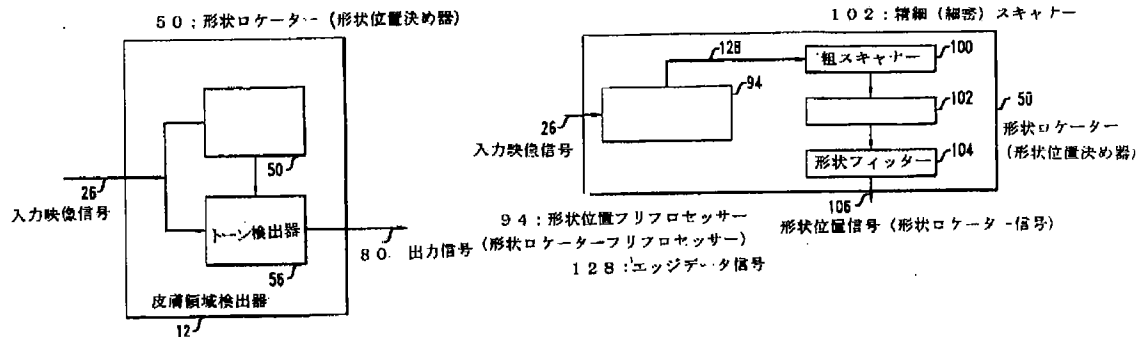 50:形状ロケーター(形状位置決め器)
50
26
入力映像信号
トーン検出器
56
80 出力信号
皮膚領域検出器
12
102:精細(細密)スキャナー
128
粗スキャナー
100
94
26
入力映像信号
102
50
形状ロケーター
(形状位置決め器)
形状フィッター
104
106
形状位置信号(形状ロケーター信号)
94:形状位置プリプロセッサー
(形状ロケータープリプロセッサー)
128:エッジデータ信号